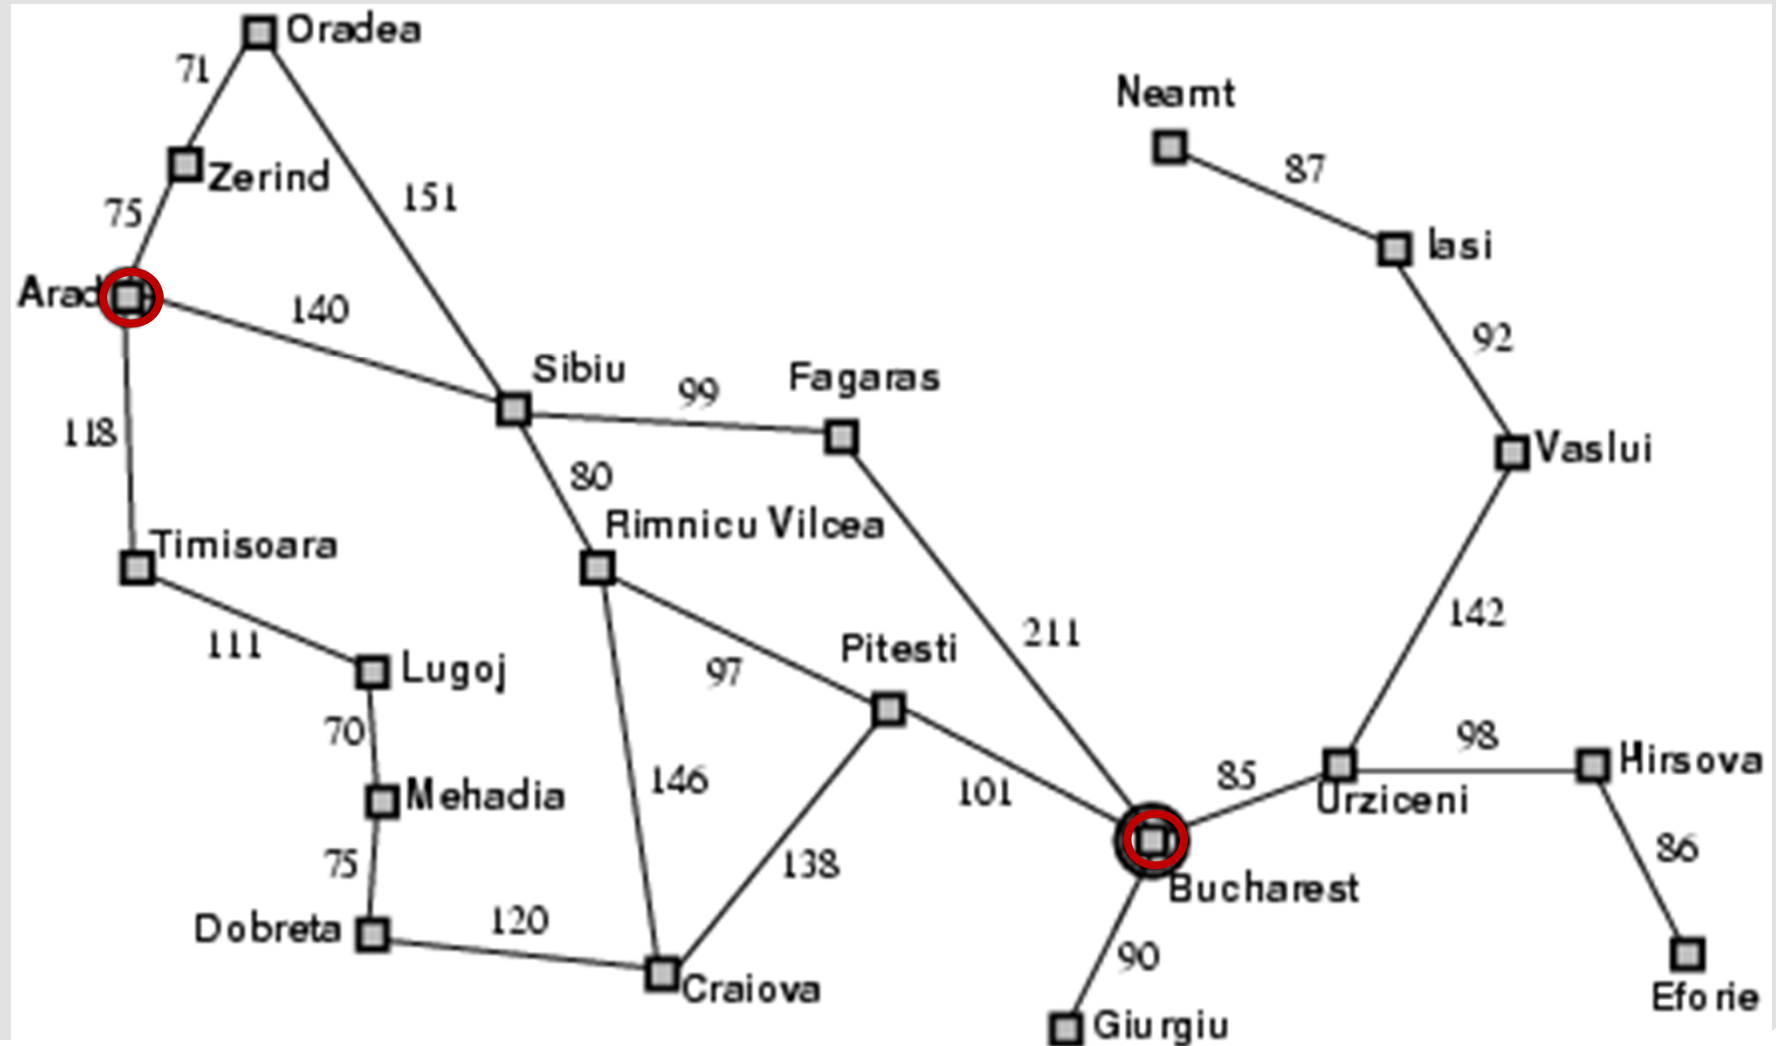 Oradea
71
Neamt
87
Zerind
151
75
Iasi
Arad
140
92
Sibiu
99
Fagaras
118
Vaslui
80
Rimnicu Vilcea
Timisoara
142
211
111
Pitesti
97
Lugoj
70
98
Hirsova
146
85
Mehadia
101
Urziceni
138
86
75
Bucharest
Dobreta
120
90
Craiova
Eforie
Giurgiu